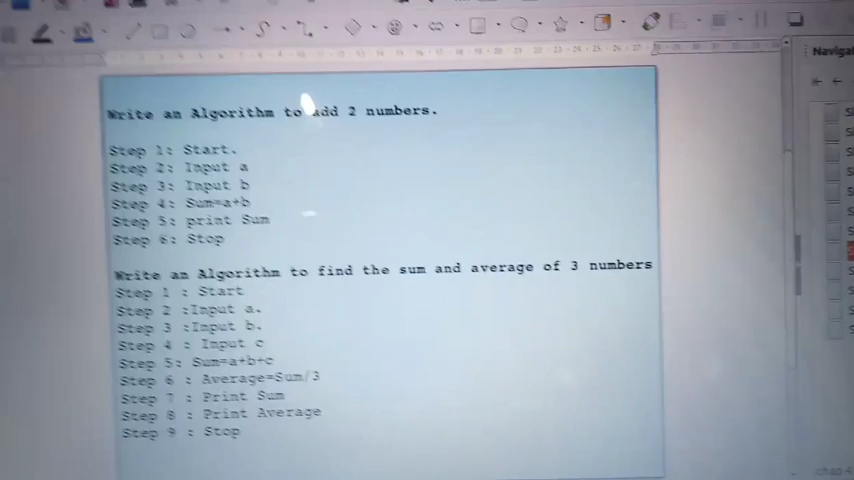 Write an Algorithm to add 2 numbers.
Step 1: Start.
Step 2: Input a
Step 3: Input b
Step 4: Sum=a+b
Step 5: print Sum
Step 6: Stop
Write an Algorithm to find the sum and average of 3 numbers
Step 1 : Start
Step 2 :Input a.
Step 3 :Input b.
Step 4 : Input c
Step 5: Sum=a+b+c
Step 6 : Average=Sum/3
Step 7 : Print Sum
Step 8 : Print Average
Step 9 : Stop